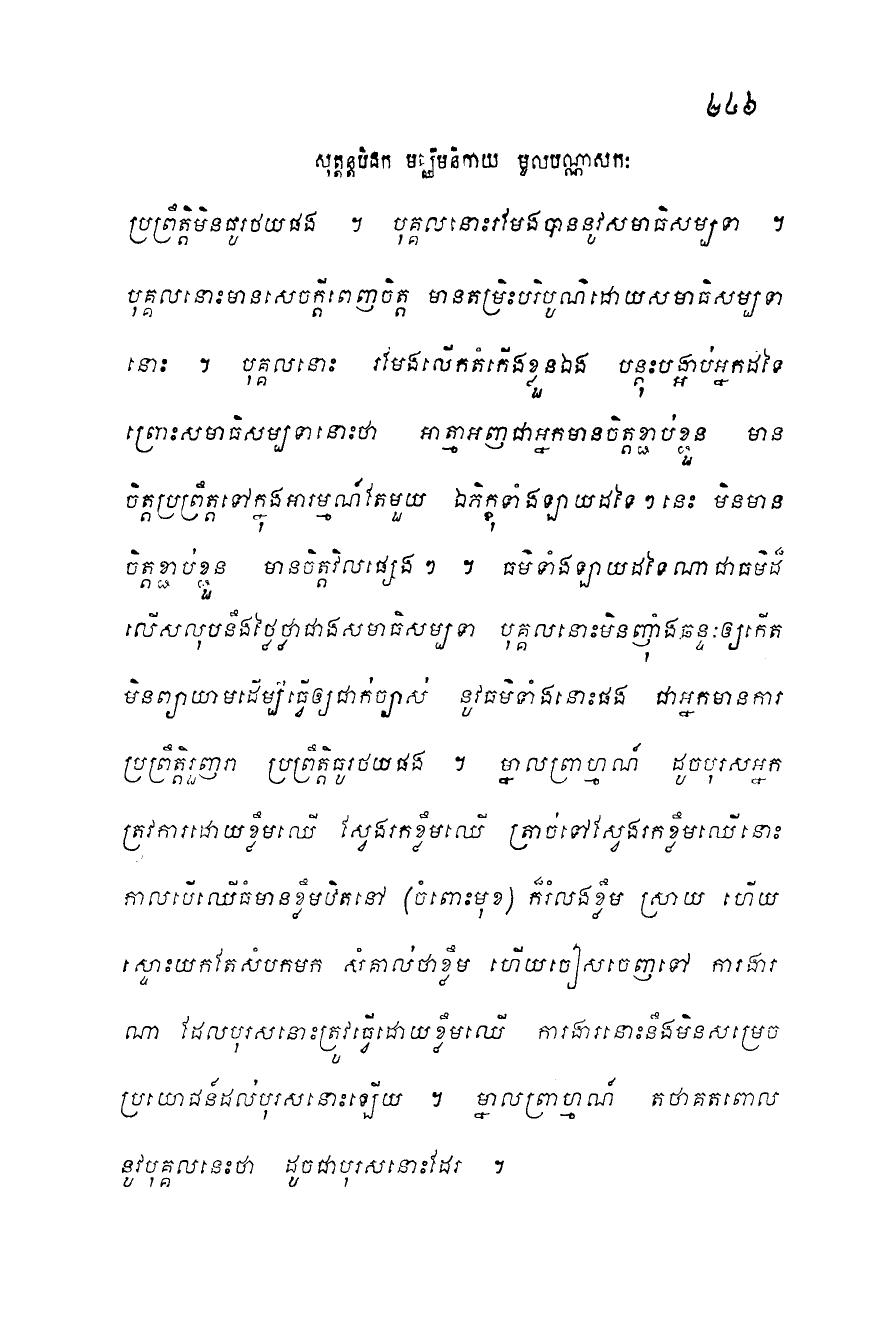 ២៤៦
សុត្តន្តបិដក មជ្ឈិមនិកាយ មូលបណ្ណាសកៈ
ប្រព្រឹត្តិមិនធូរថយផង ។ បុគ្គលនោះរមែងបាននូវសមាធិសម្បទា ។
បុគ្គលនោះមានសេចក្តីពេញចិត្ត មានតម្រិះបរិបូណ៌ដោយសមាធិសម្បទា
នោះ ។ បុគ្គលនោះ រមែងលើកតំកើងខ្លួនឯង បន្តុះបង្អាប់អ្នកដទៃ
ព្រោះសមាធិសម្បទានោះថា អាត្មាអញជាអ្នកមានចិត្តខ្ជាប់ខ្ជួន មាន
ចិត្តប្រព្រឹត្តទៅក្នុងអារម្មណ៍តែមួយ ឯភិក្ខុទាំងឡាយដទៃៗនេះ មិនមាន
ចិត្តខ្ជាប់ខ្ជួន មានចិត្តវិលផ្សេងៗ ។ ធម៌ទាំងឡាយដទៃណាជាធម៌ដ៏
លើសលុបនឹងថ្លៃថ្លាជាងសមាធិសម្បទា បុគ្គលនោះមិនញុំាងឆន្ទៈឲ្យកើត
មិនព្យាយាមដើម្បីធ្វើឲ្យជាក់ច្បាស់ នូវធម៌ទាំងនោះផង ជាអ្នកមានការ
ប្រព្រឹត្តិរួញរា ប្រព្រឹត្តិធូរថយផង ។ ម្នាលព្រាហ្មណ៍ ដូចបុរសអ្នក
ត្រូវការដោយខ្លឹមឈើ ស្វែងរកខ្លឹមឈើ ត្រាច់ទៅស្វែងរកខ្លឹមឈើនោះ
កាលបើឈើធំមានខ្លឹមឋិតនៅ (ចំពោះមុខ) ក៏រំលងខ្លឹម ស្រាយ ហើយ
ស្ទោះយកតែសំបកមក សំគាល់ថាខ្លឹម ហើយចៀសចេញទៅ ការងារ
ណា ដែលបុរសនោះត្រូវធ្វើដោយខ្លឹមឈើ ការងារនោះនឹងមិនសម្រេច
ប្រយោជន៍ដល់បុរសនោះឡើយ ។ ម្នាលព្រាហ្មណ៍ តថាគតពោល
នូវបុគ្គលនេះថា ដូចជាបុរសនោះដែរ ។